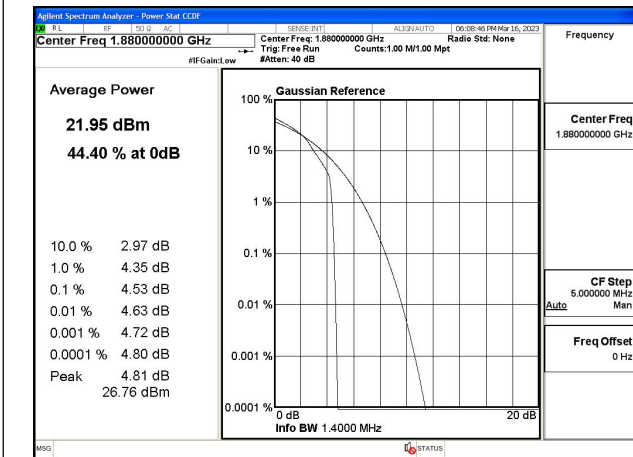 Agilent Spectrum Analyzer - Power Stat CCDF
RL RF 50 Ω AC SENSE:INT ALIGN AUTO 06:08:46 PM Mar 16, 2023
Center Freq 1.880000000 GHz
Center Freq: 1.880000000 GHz Radio Std: None
Trig: Free Run Counts:1.00 M/1.00 Mpt
#IFGain:Low #Atten: 40 dB
Frequency
Average Power
21.95 dBm
44.40 % at 0dB
10.0 % 2.97 dB
1.0 % 4.35 dB
0.1 % 4.53 dB
0.01 % 4.63 dB
0.001 % 4.72 dB
0.0001 % 4.80 dB
Peak 4.81 dB
26.76 dBm
Gaussian Reference
100 %
10 %
1 %
0.1 %
0.01 %
0.001 %
0.0001 %
0 dB 20 dB
Info BW 1.4000 MHz
Center Freq
1.880000000 GHz
CF Step
5.000000 MHz
Auto Man
Freq Offset
0 Hz
MSG STATUS